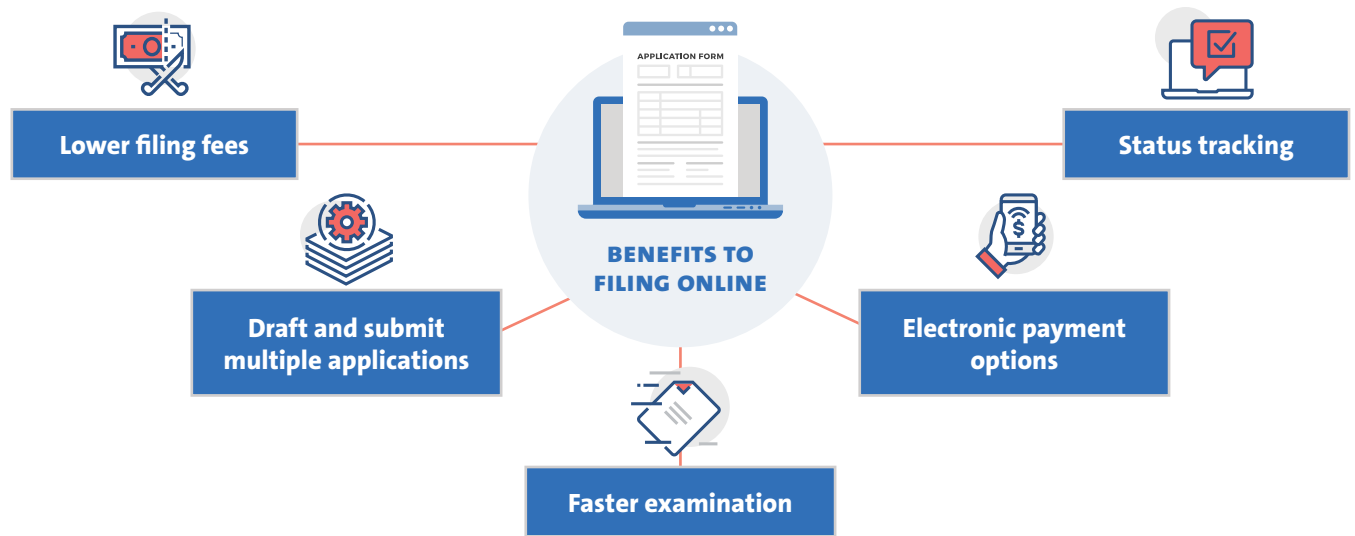 APPLICATION FORM
BENEFITS TO
FILING ONLINE
Lower filing fees
Draft and submit
multiple applications
Faster examination
Electronic payment
options
$
Status tracking